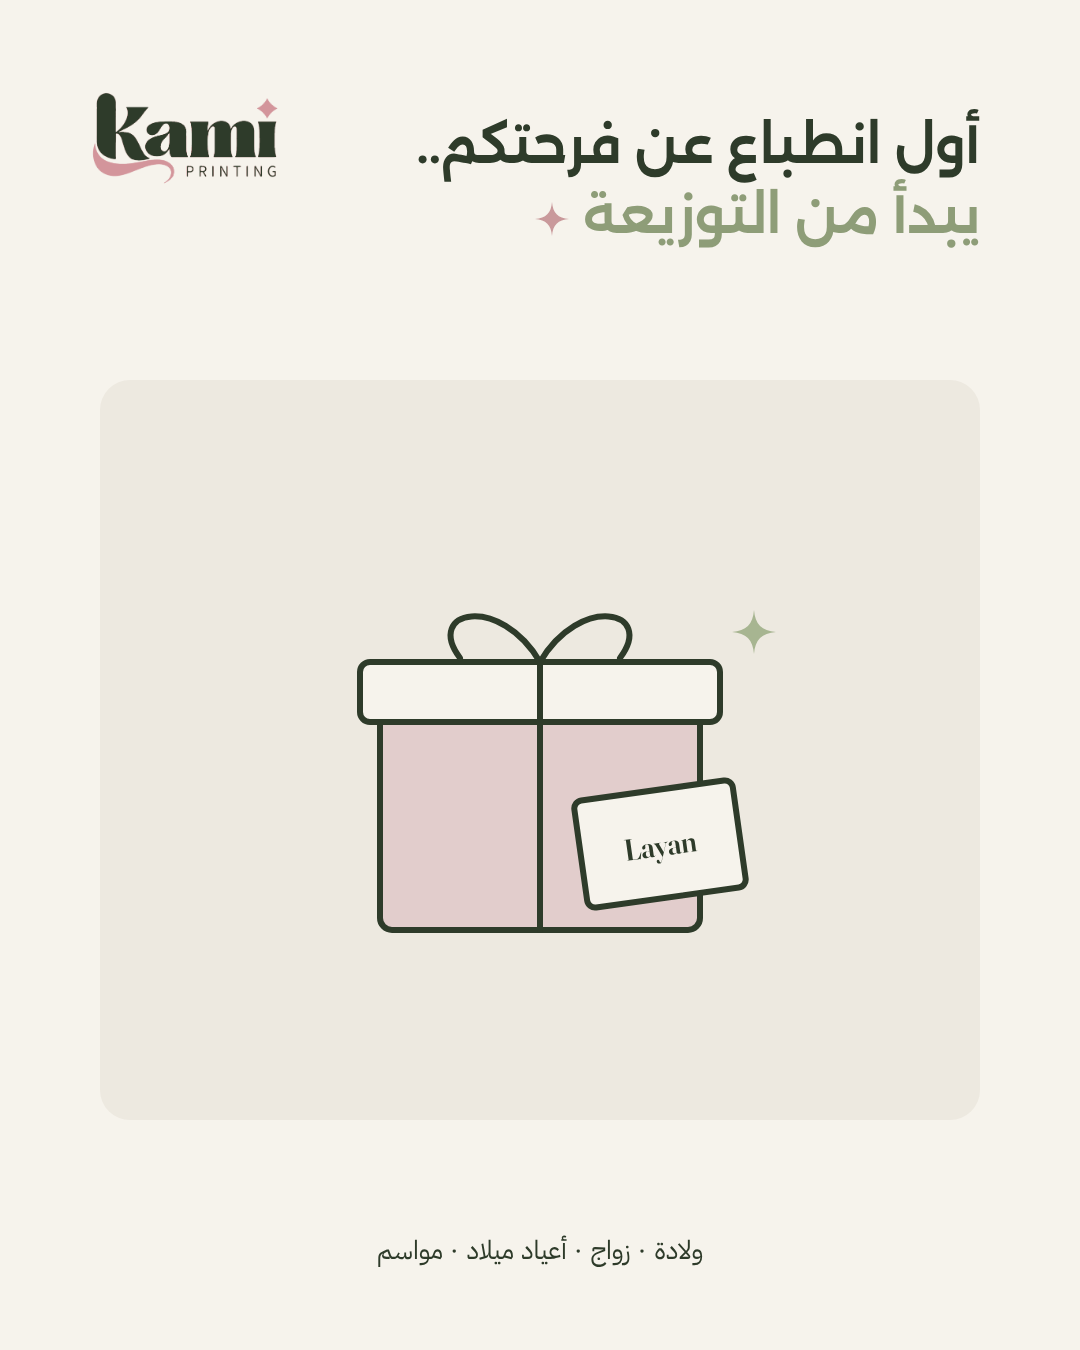 Kami
PRINTING
أول انطباع عن فرحتكم..
يبدأ من التوزيعة
Layan
ولادة · زواج · أعياد ميلاد · مواسم